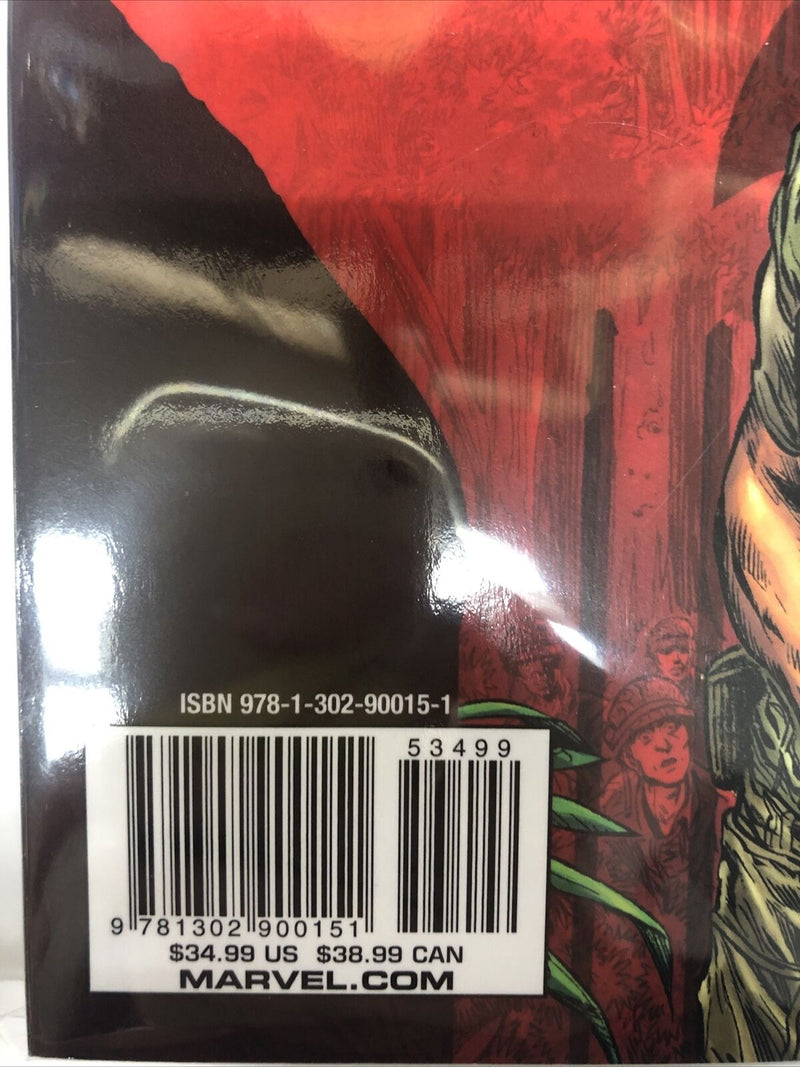 ISBN 978-1-302-90015-1
53499
9 781302 900151
$34.99 US $38.99 CAN
MARVEL.COM